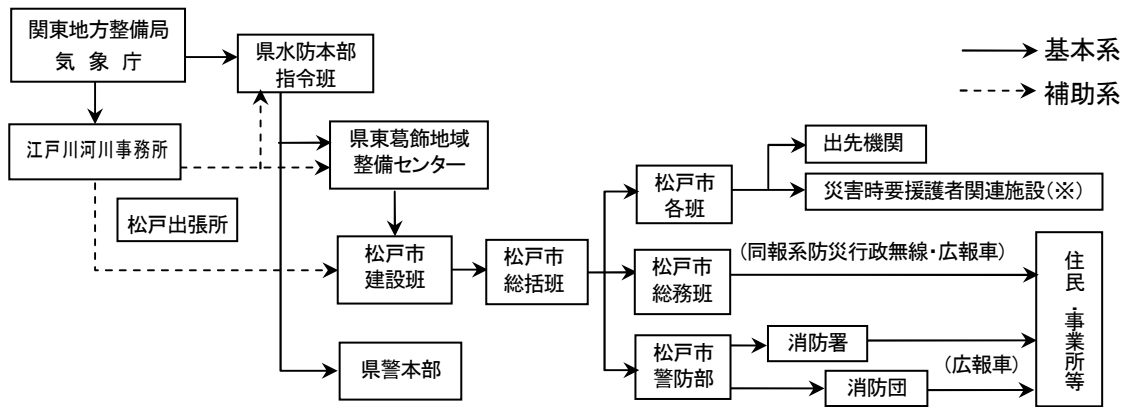 関東地方整備局
気 象 庁
県水防本部
指令班
基本系
補助系
江戸川河川事務所
県東葛飾地域
整備センター
出先機関
松戸市
各班
災害時要援護者関連施設(※)
松戸出張所
松戸市
建設班
松戸市
総括班
松戸市
総務班
(同報系防災行政無線・広報車)
住民・事業所等
県警本部
松戸市
警防部
消防署
(広報車)
消防団